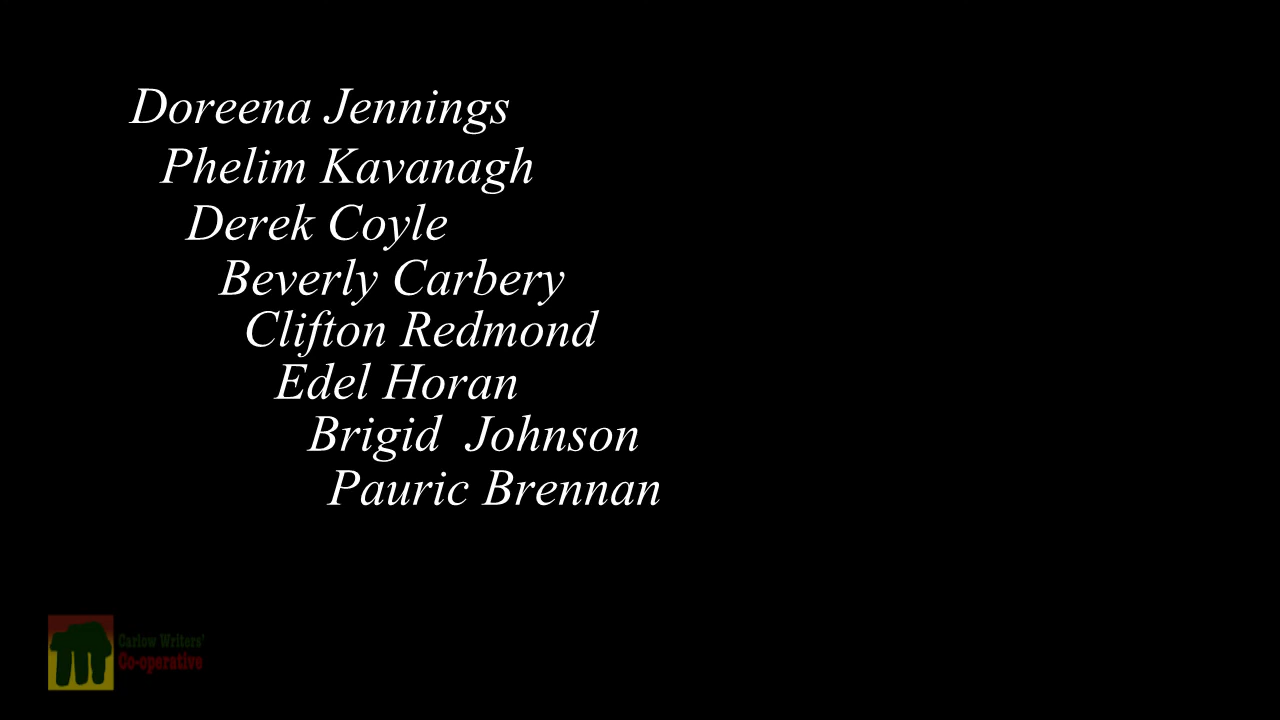 Doreena Jennings
Phelim Kavanagh
Derek Coyle
Beverly Carbery
Clifton Redmond
Edel Horan
Brigid  Johnson
Pauric Brennan
Carlow Writers'
Co-operative